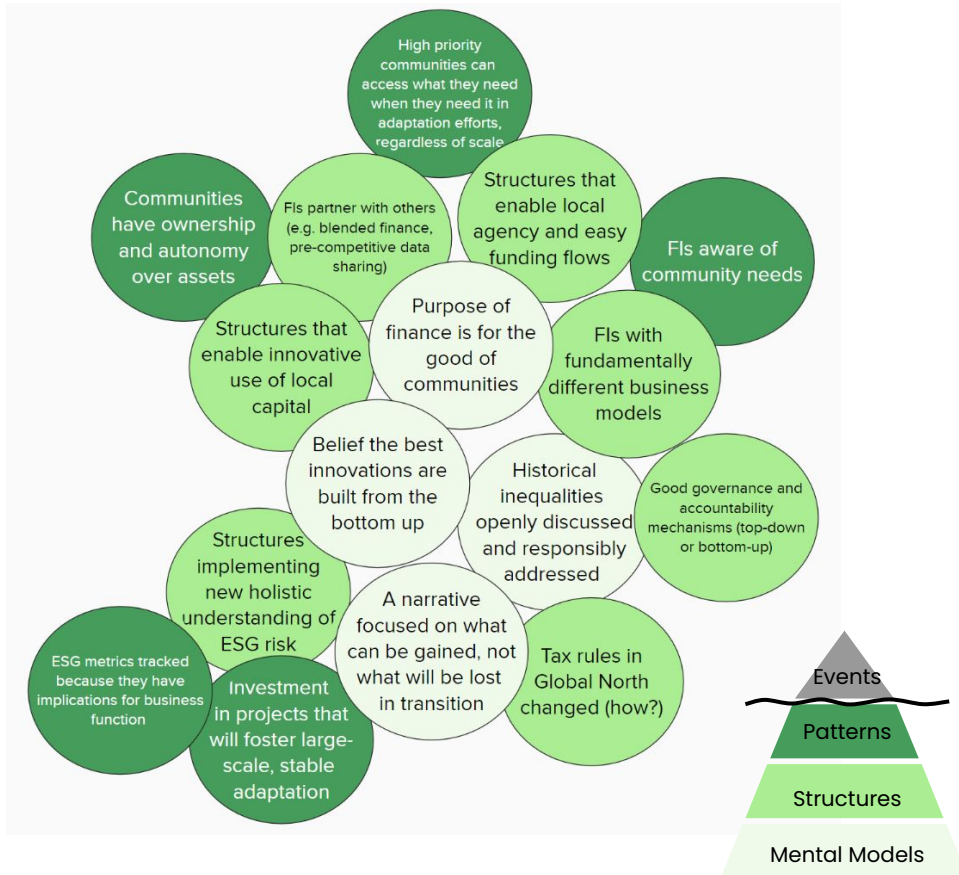 High priority
communities can
access what they need
when they need it in
adaptation efforts,
regardless of scale
Communities
have ownership
and autonomy
over assets
FIs partner with others
(e.g. blended finance,
pre-competitive data
sharing)
Structures that
enable local
agency and easy
funding flows
FIs aware of
community needs
Structures that
enable innovative
use of local
capital
Purpose of
finance is for the
good of
communities
FIs with
fundamentally
different business
models
Belief the best
innovations are
built from the
bottom up
Historical
inequalities
openly discussed
and responsibly
addressed
Good governance and
accountability
mechanisms (top-down
or bottom-up)
Structures
implementing
new holistic
understanding of
ESG risk
A narrative
focused on what
can be gained, not
what will be lost
in transition
Tax rules in
Global North
changed (how?)
ESG metrics tracked
because they have
implications for business
function
Investment
in projects that
will foster large-
scale, stable
adaptation
Events
Patterns
Structures
Mental Models